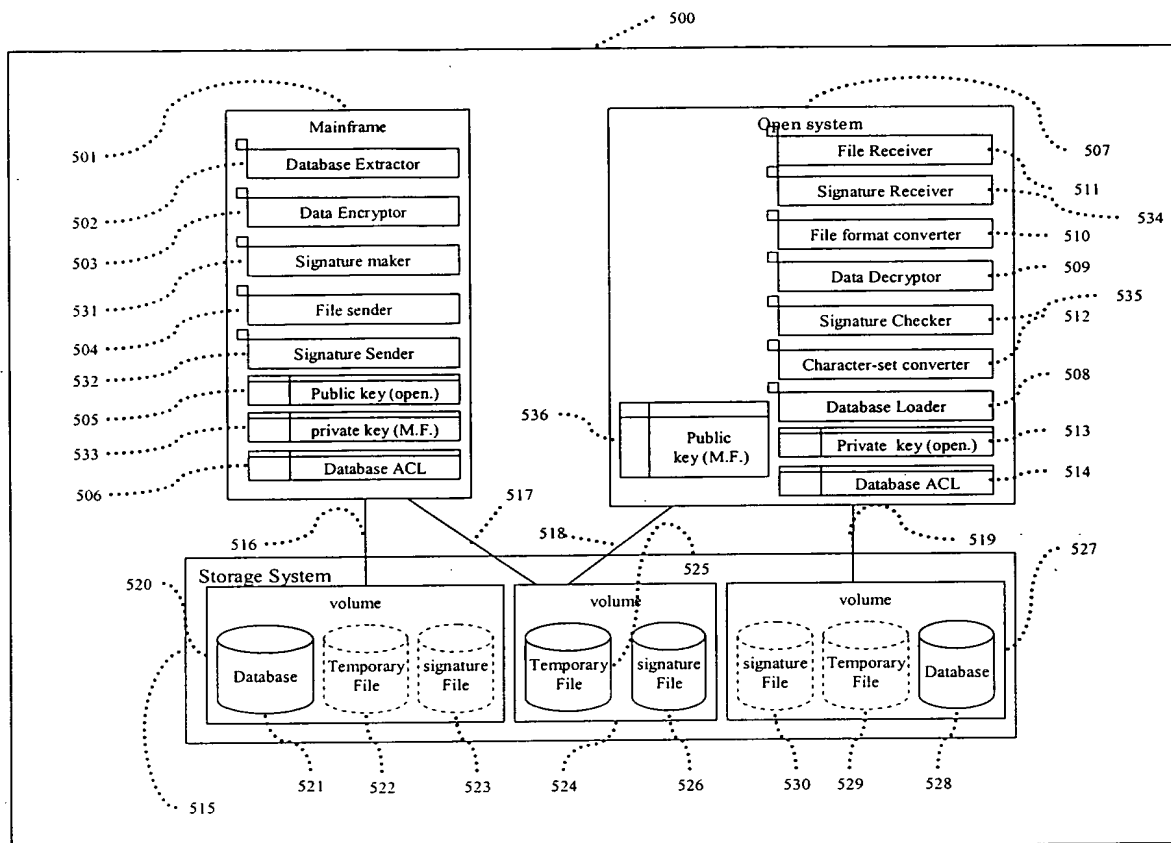 500
Mainframe
Database Extractor
Data Encryptor
Signature maker
File sender
Signature Sender
Public key (open.)
private key (M.F.)
Database ACL
501
502
503
531
504
532
505
533
506
Open system
File Receiver
Signature Receiver
File format converter
Data Decryptor
Signature Checker
Character-set converter
Database Loader
Private key (open.)
Database ACL
Public
key (M.F.)
536
507
511
534
510
509
535
512
508
513
514
516
517
518
525
519
527
520
515
Storage System
volume
Database
Temporary
File
signature
File
volume
Temporary
File
signature
File
volume
signature
File
Temporary
File
Database
521
522
523
524
526
530
529
528